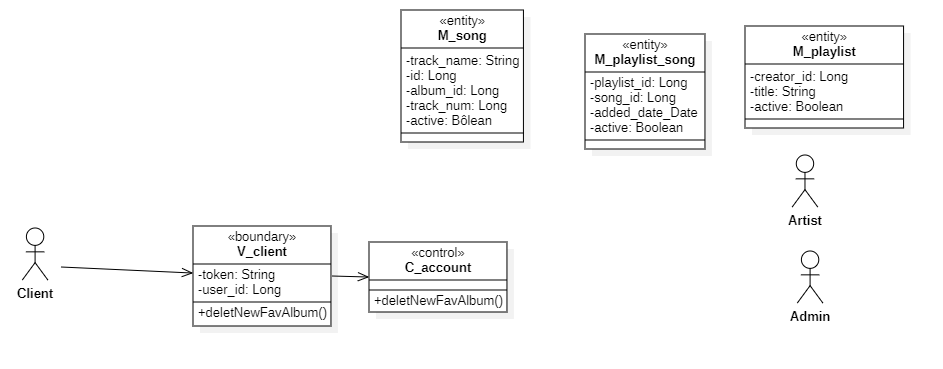 «entity»
M_song
-track_name: String
-id: Long
-album_id: Long
-track_num: Long
-active: Bôlean
«entity»
M_playlist_song
-playlist_id: Long
-song_id: Long
-added_date_Date
-active: Boolean
«entity»
M_playlist
-creator_id: Long
-title: String
-active: Boolean
Artist
Client
«boundary»
V_client
-token: String
-user_id: Long
+deletNewFavAlbum()
«control»
C_account
+deletNewFavAlbum()
Admin